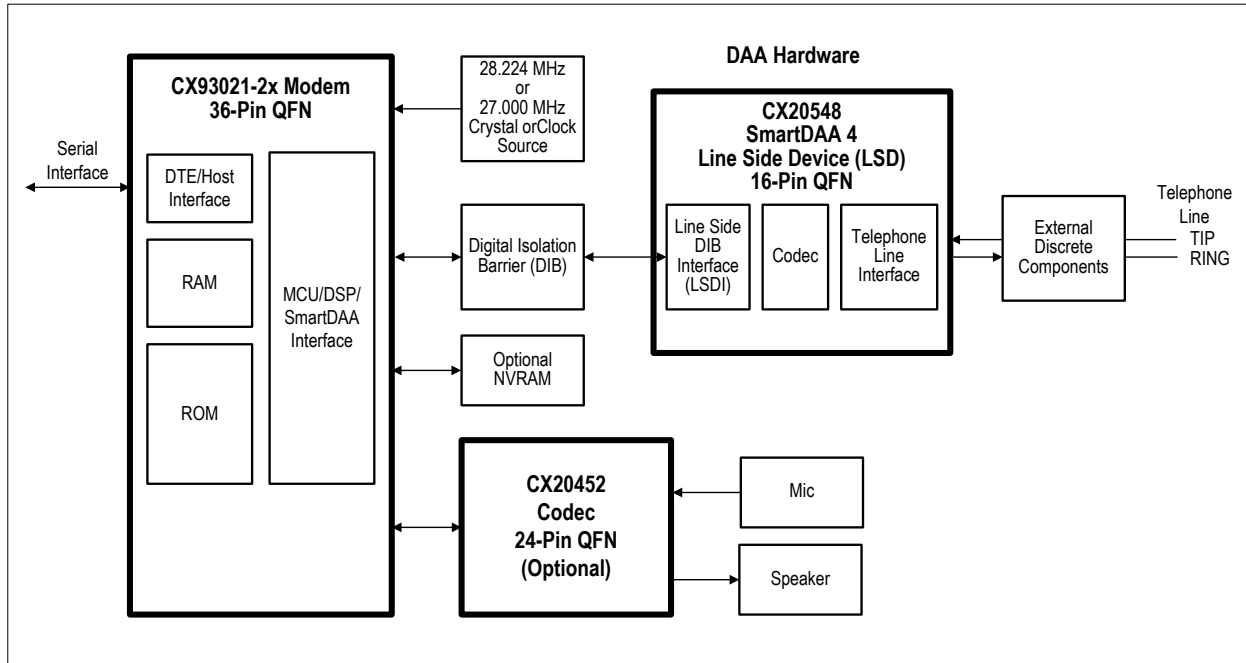 CX93021-2x Modem
36-Pin QFN
Serial
Interface
DTE/Host
Interface
RAM
ROM
MCU/DSP/
SmartDAA
Interface
28.224 MHz
or
27.000 MHz
Crystal orClock
Source
Digital Isolation
Barrier (DIB)
Optional
NVRAM
CX20452
Codec
24-Pin QFN
(Optional)
Mic
Speaker
DAA Hardware
CX20548
SmartDAA 4
Line Side Device (LSD)
16-Pin QFN
Line Side
DIB
Interface
(LSDI)
Codec
Telephone
Line
Interface
External
Discrete
Components
Telephone
Line
TIP
RING